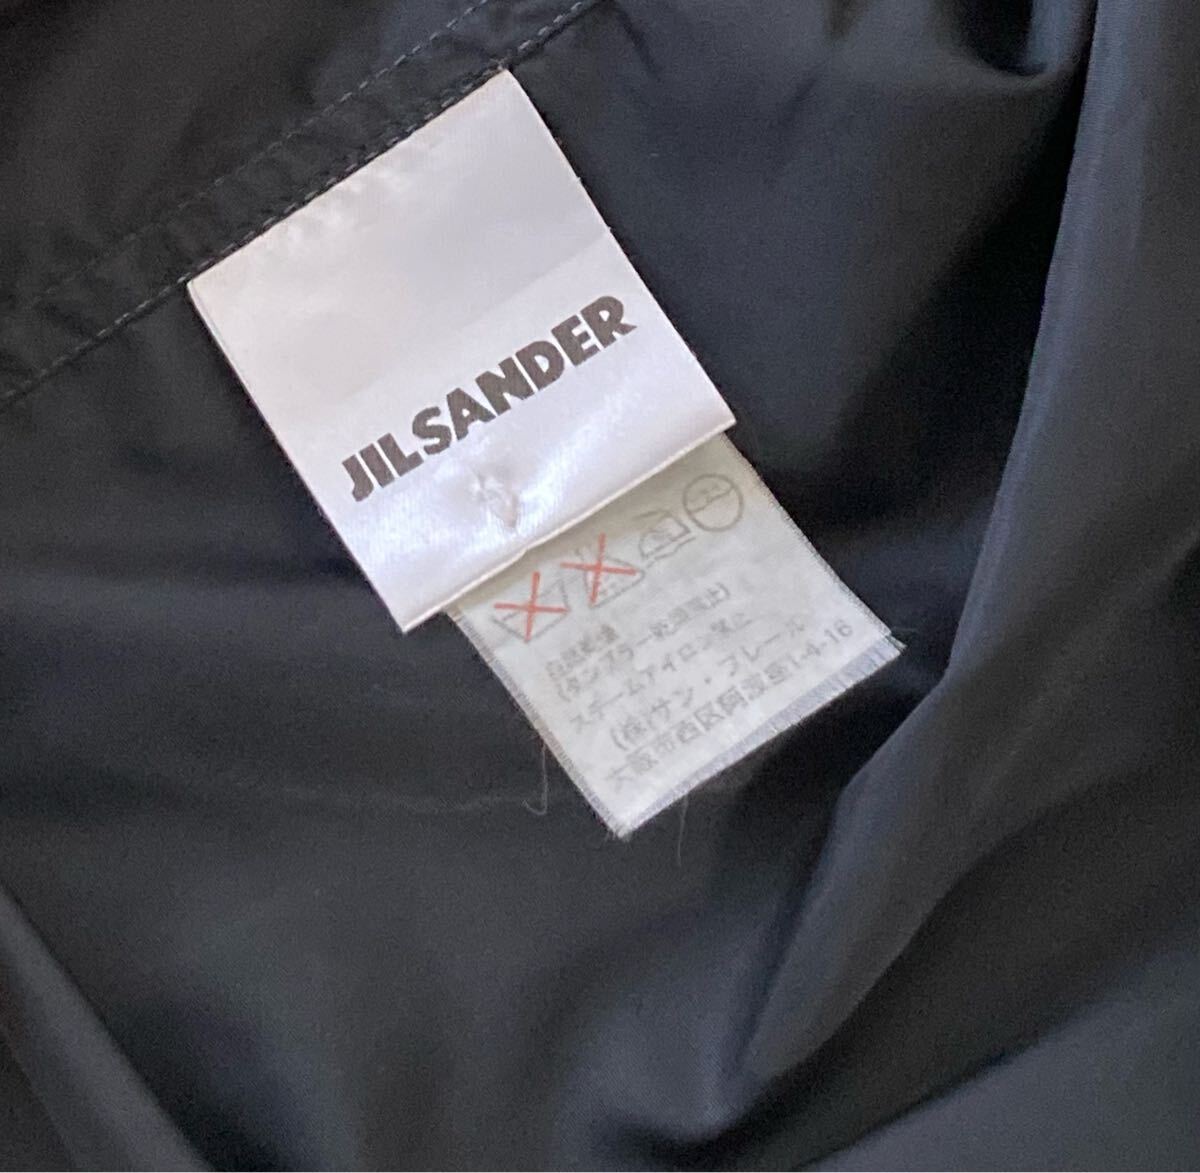 JIL SANDER
自然乾燥
(タンブラー乾燥禁止)
スチームアイロン禁止
(株)サン・フレール
大阪市西区阿波座1-4-16